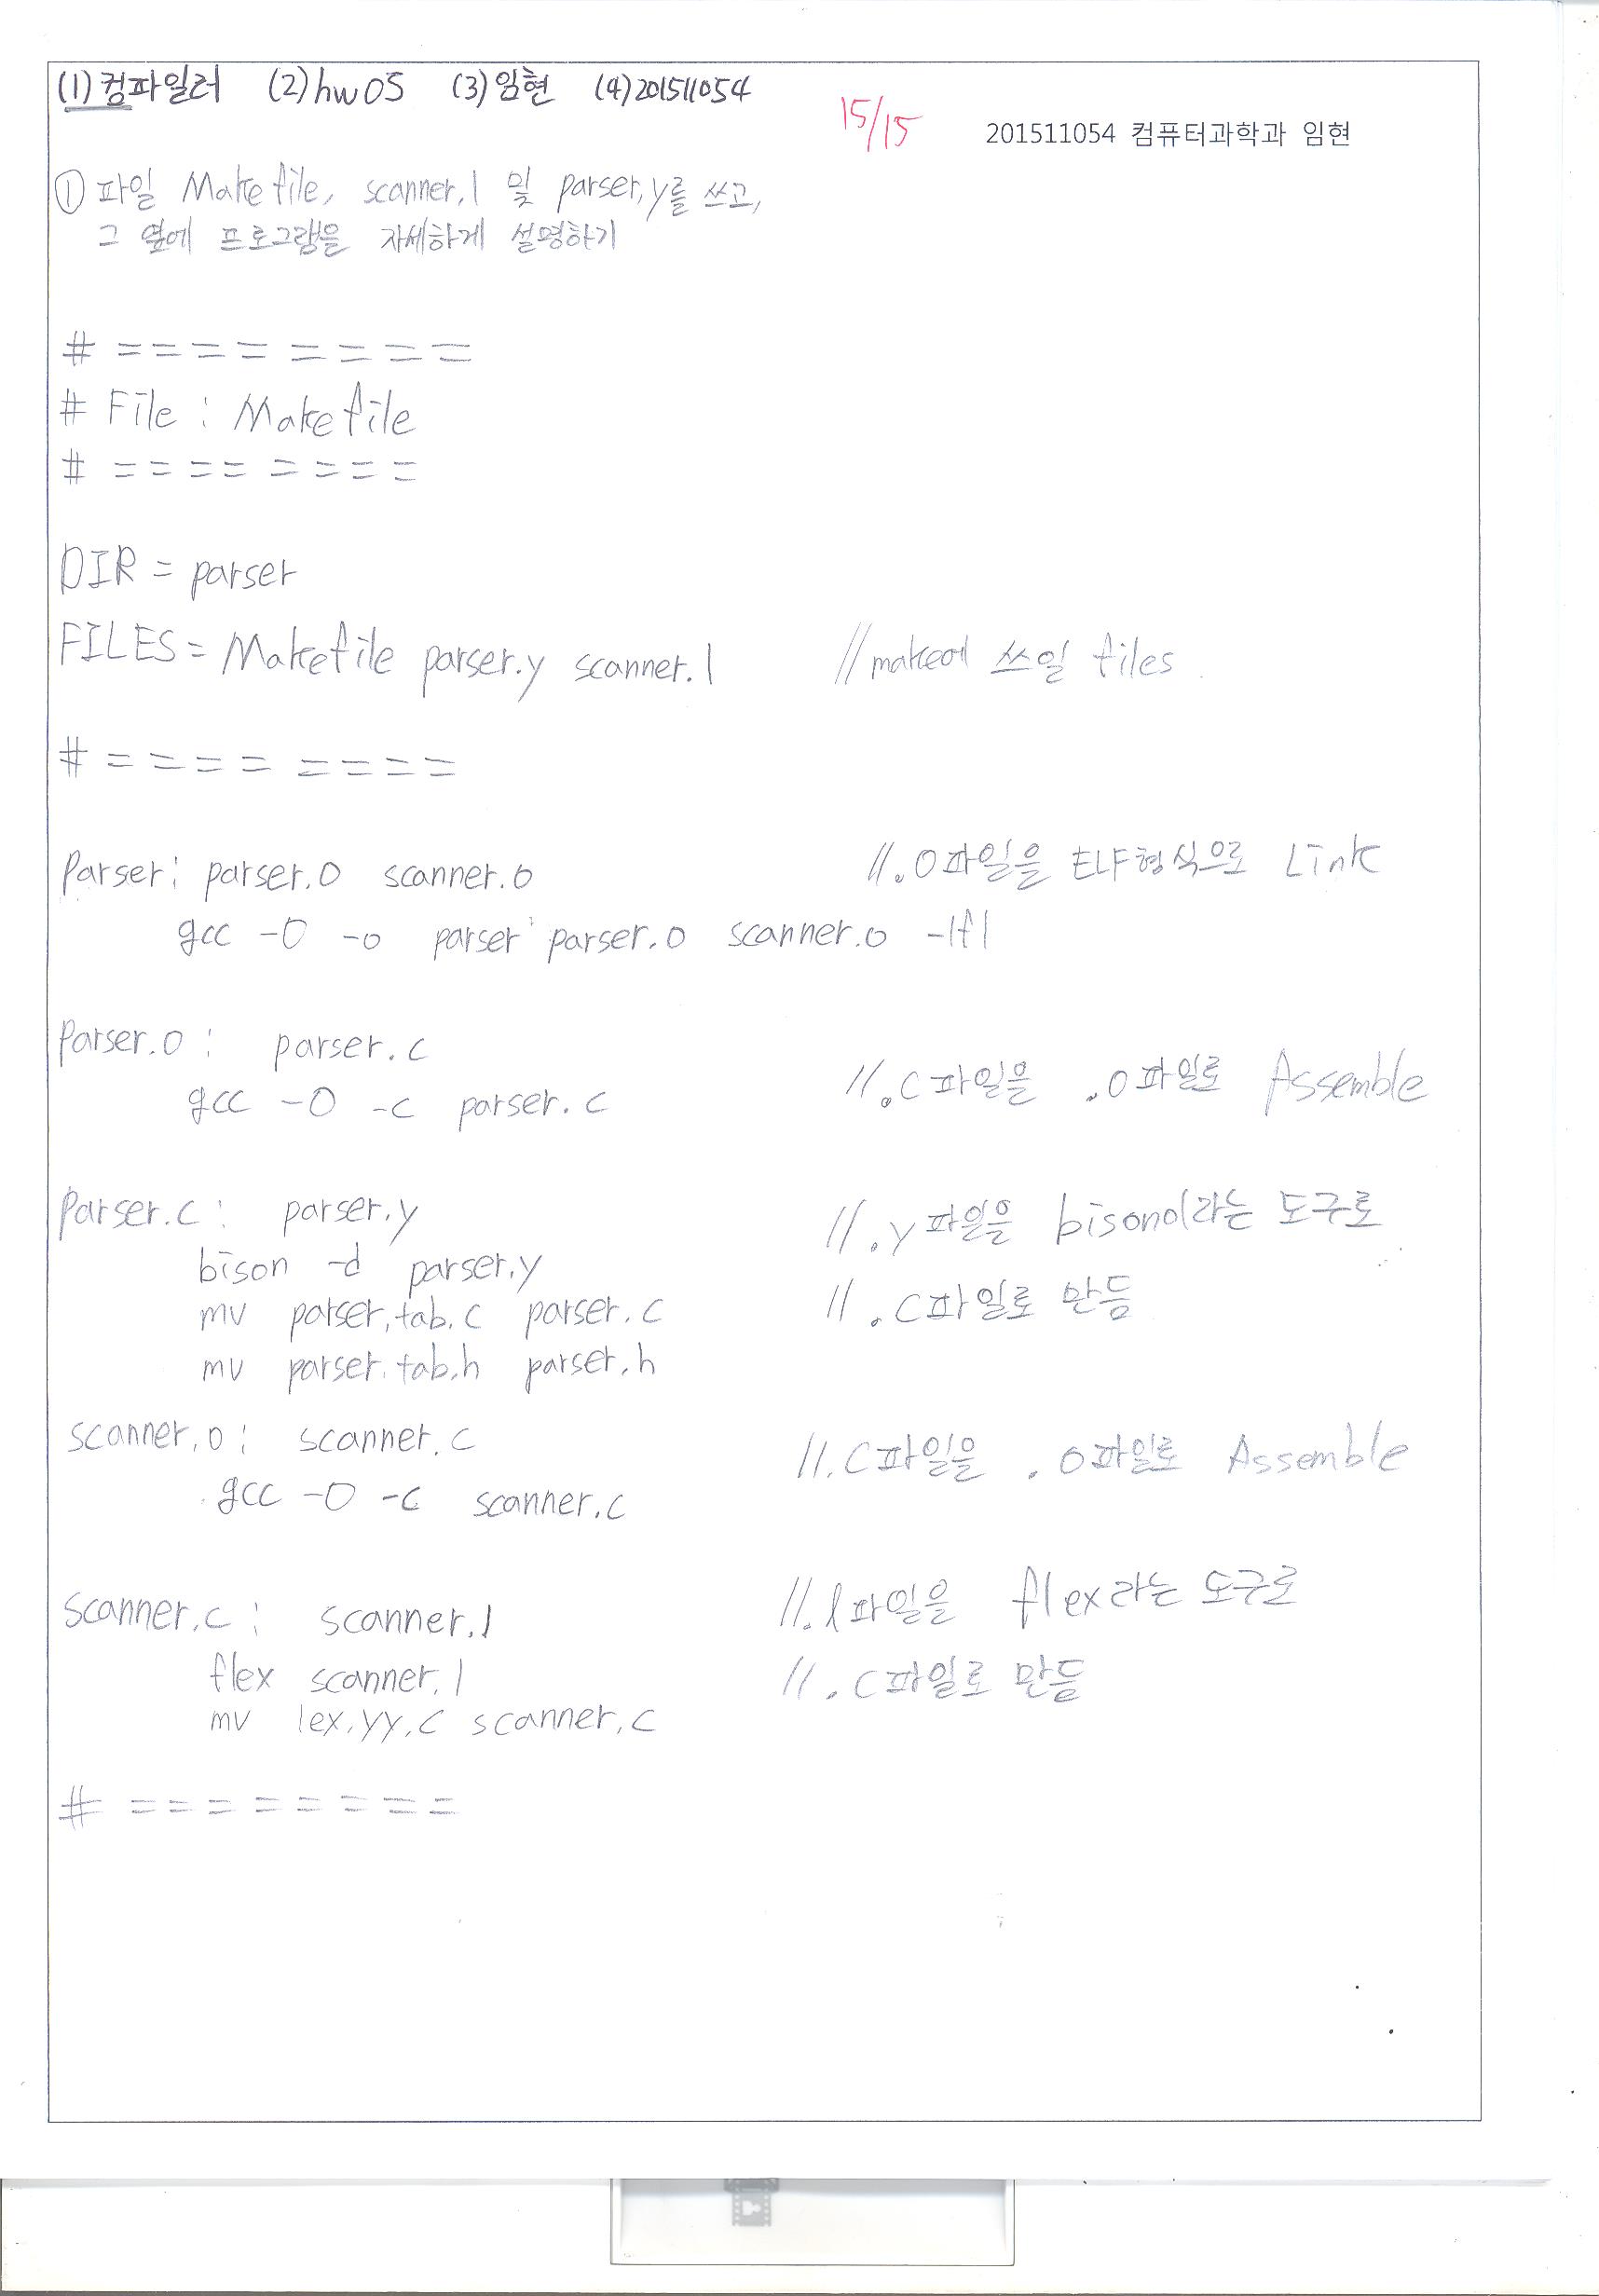 (1)컴파일러 (2)hw05 (3)임현 (4)201511054
15/15
201511054 컴퓨터과학과 임현
① 파일 Makefile, scanner.l 및 parser.y를 쓰고,
그 옆에 프로그램을 자세하게 설명하기
# ========
# File : Makefile
# ========
DIR = parser
FILES = Makefile parser.y scanner.l //make에 쓰일 files
# ========
parser: parser.o scanner.o //.o파일을 ELF형식으로 Link
gcc -O -o parser parser.o scanner.o -lfl
parser.o : parser.c
gcc -O -c parser.c //.c파일을 .o파일로 Assemble
parser.c : parser.y //.y파일을 bison이라는 도구로
bison -d parser.y
mv parser.tab.c parser.c //.c파일로 만듬
mv parser.tab.h parser.h
scanner.o : scanner.c //.c파일을 .o파일로 Assemble
gcc -O -c scanner.c
scanner.c : scanner.l //.l파일을 flex라는 도구로
flex scanner.l //.c파일로 만듦
mv lex.yy.c scanner.c
# ========